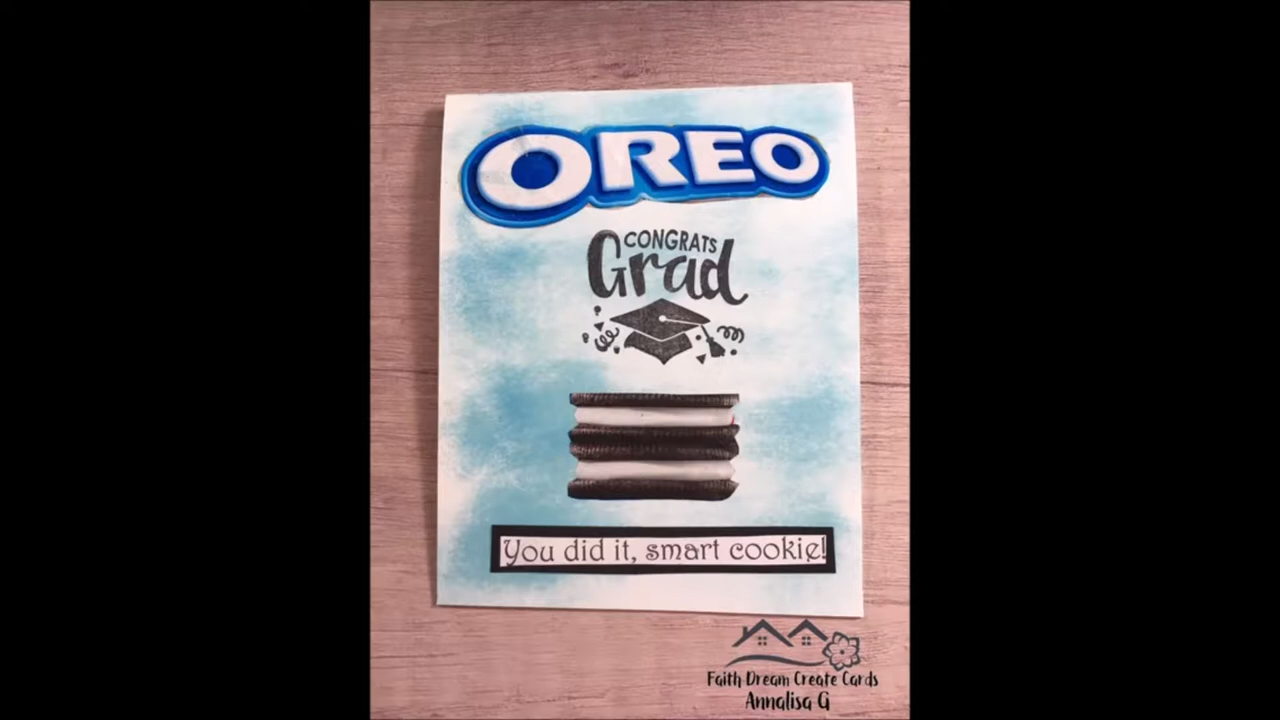 OREO
CONGRATS
Grad
You did it, smart cookie!
Faith Dream Create Cards
Annalisa G